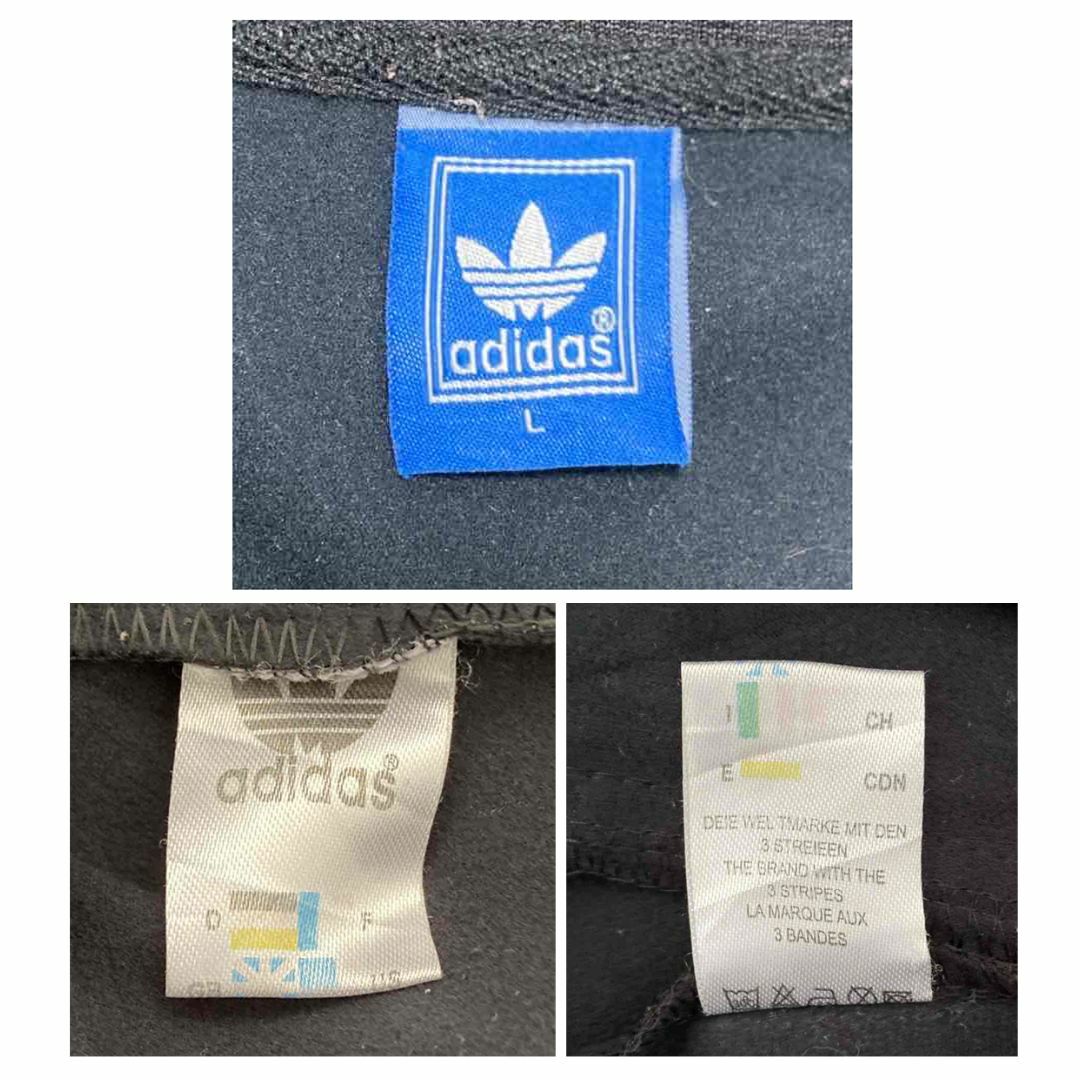 adidas®
L
adidas®
D F
GB
I CH
E CDN
DEIE WEL TMARKE MIT DEN
3 STREIEEN
THE BRAND WITH THE
3 STRIPES
LA MARQUE AUX
3 BANDES